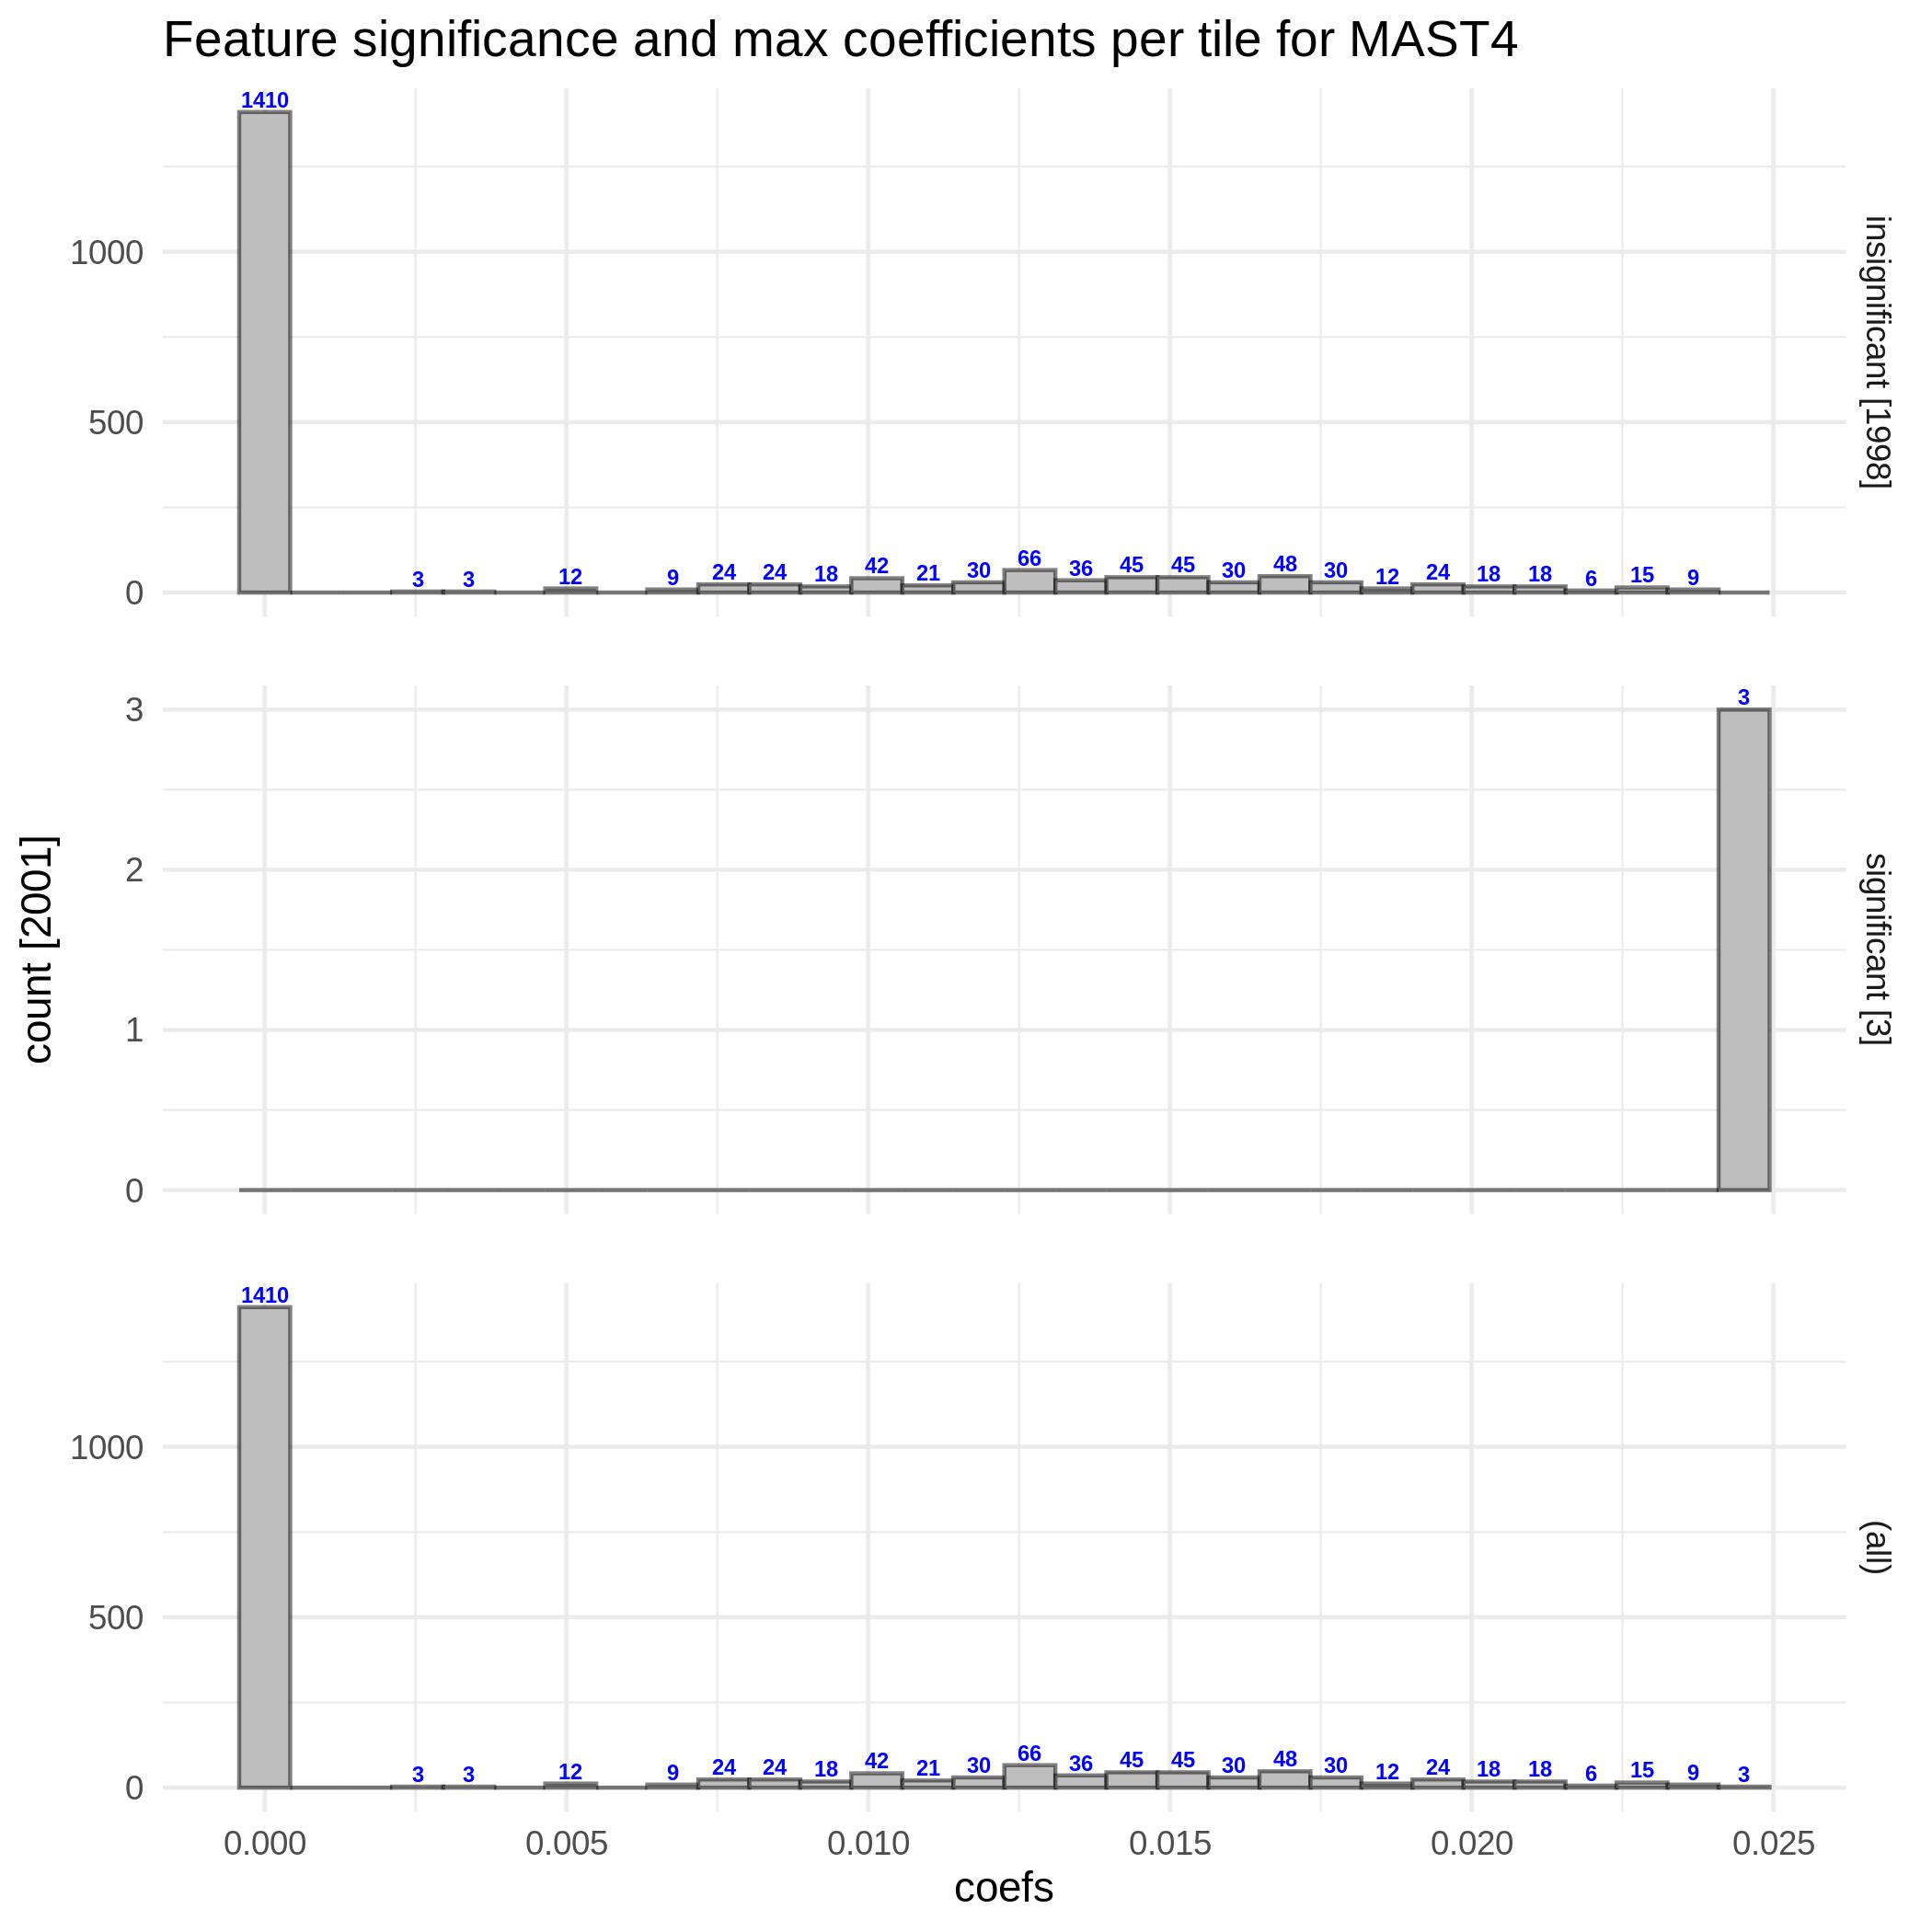 Feature significance and max coefficients per tile for MAST4
1410
1000
500
0
3 3 12 9 24 24 18 42 21 30 66 36 45 45 30 48 30 12 24 18 18 6 15 9
insignificant [1998]
3
3
2
1
0
significant [3]
count [2001]
1410
1000
500
0
3 3 12 9 24 24 18 42 21 30 66 36 45 45 30 48 30 12 24 18 18 6 15 9 3
(all)
0.000 0.005 0.010 0.015 0.020 0.025
coefs